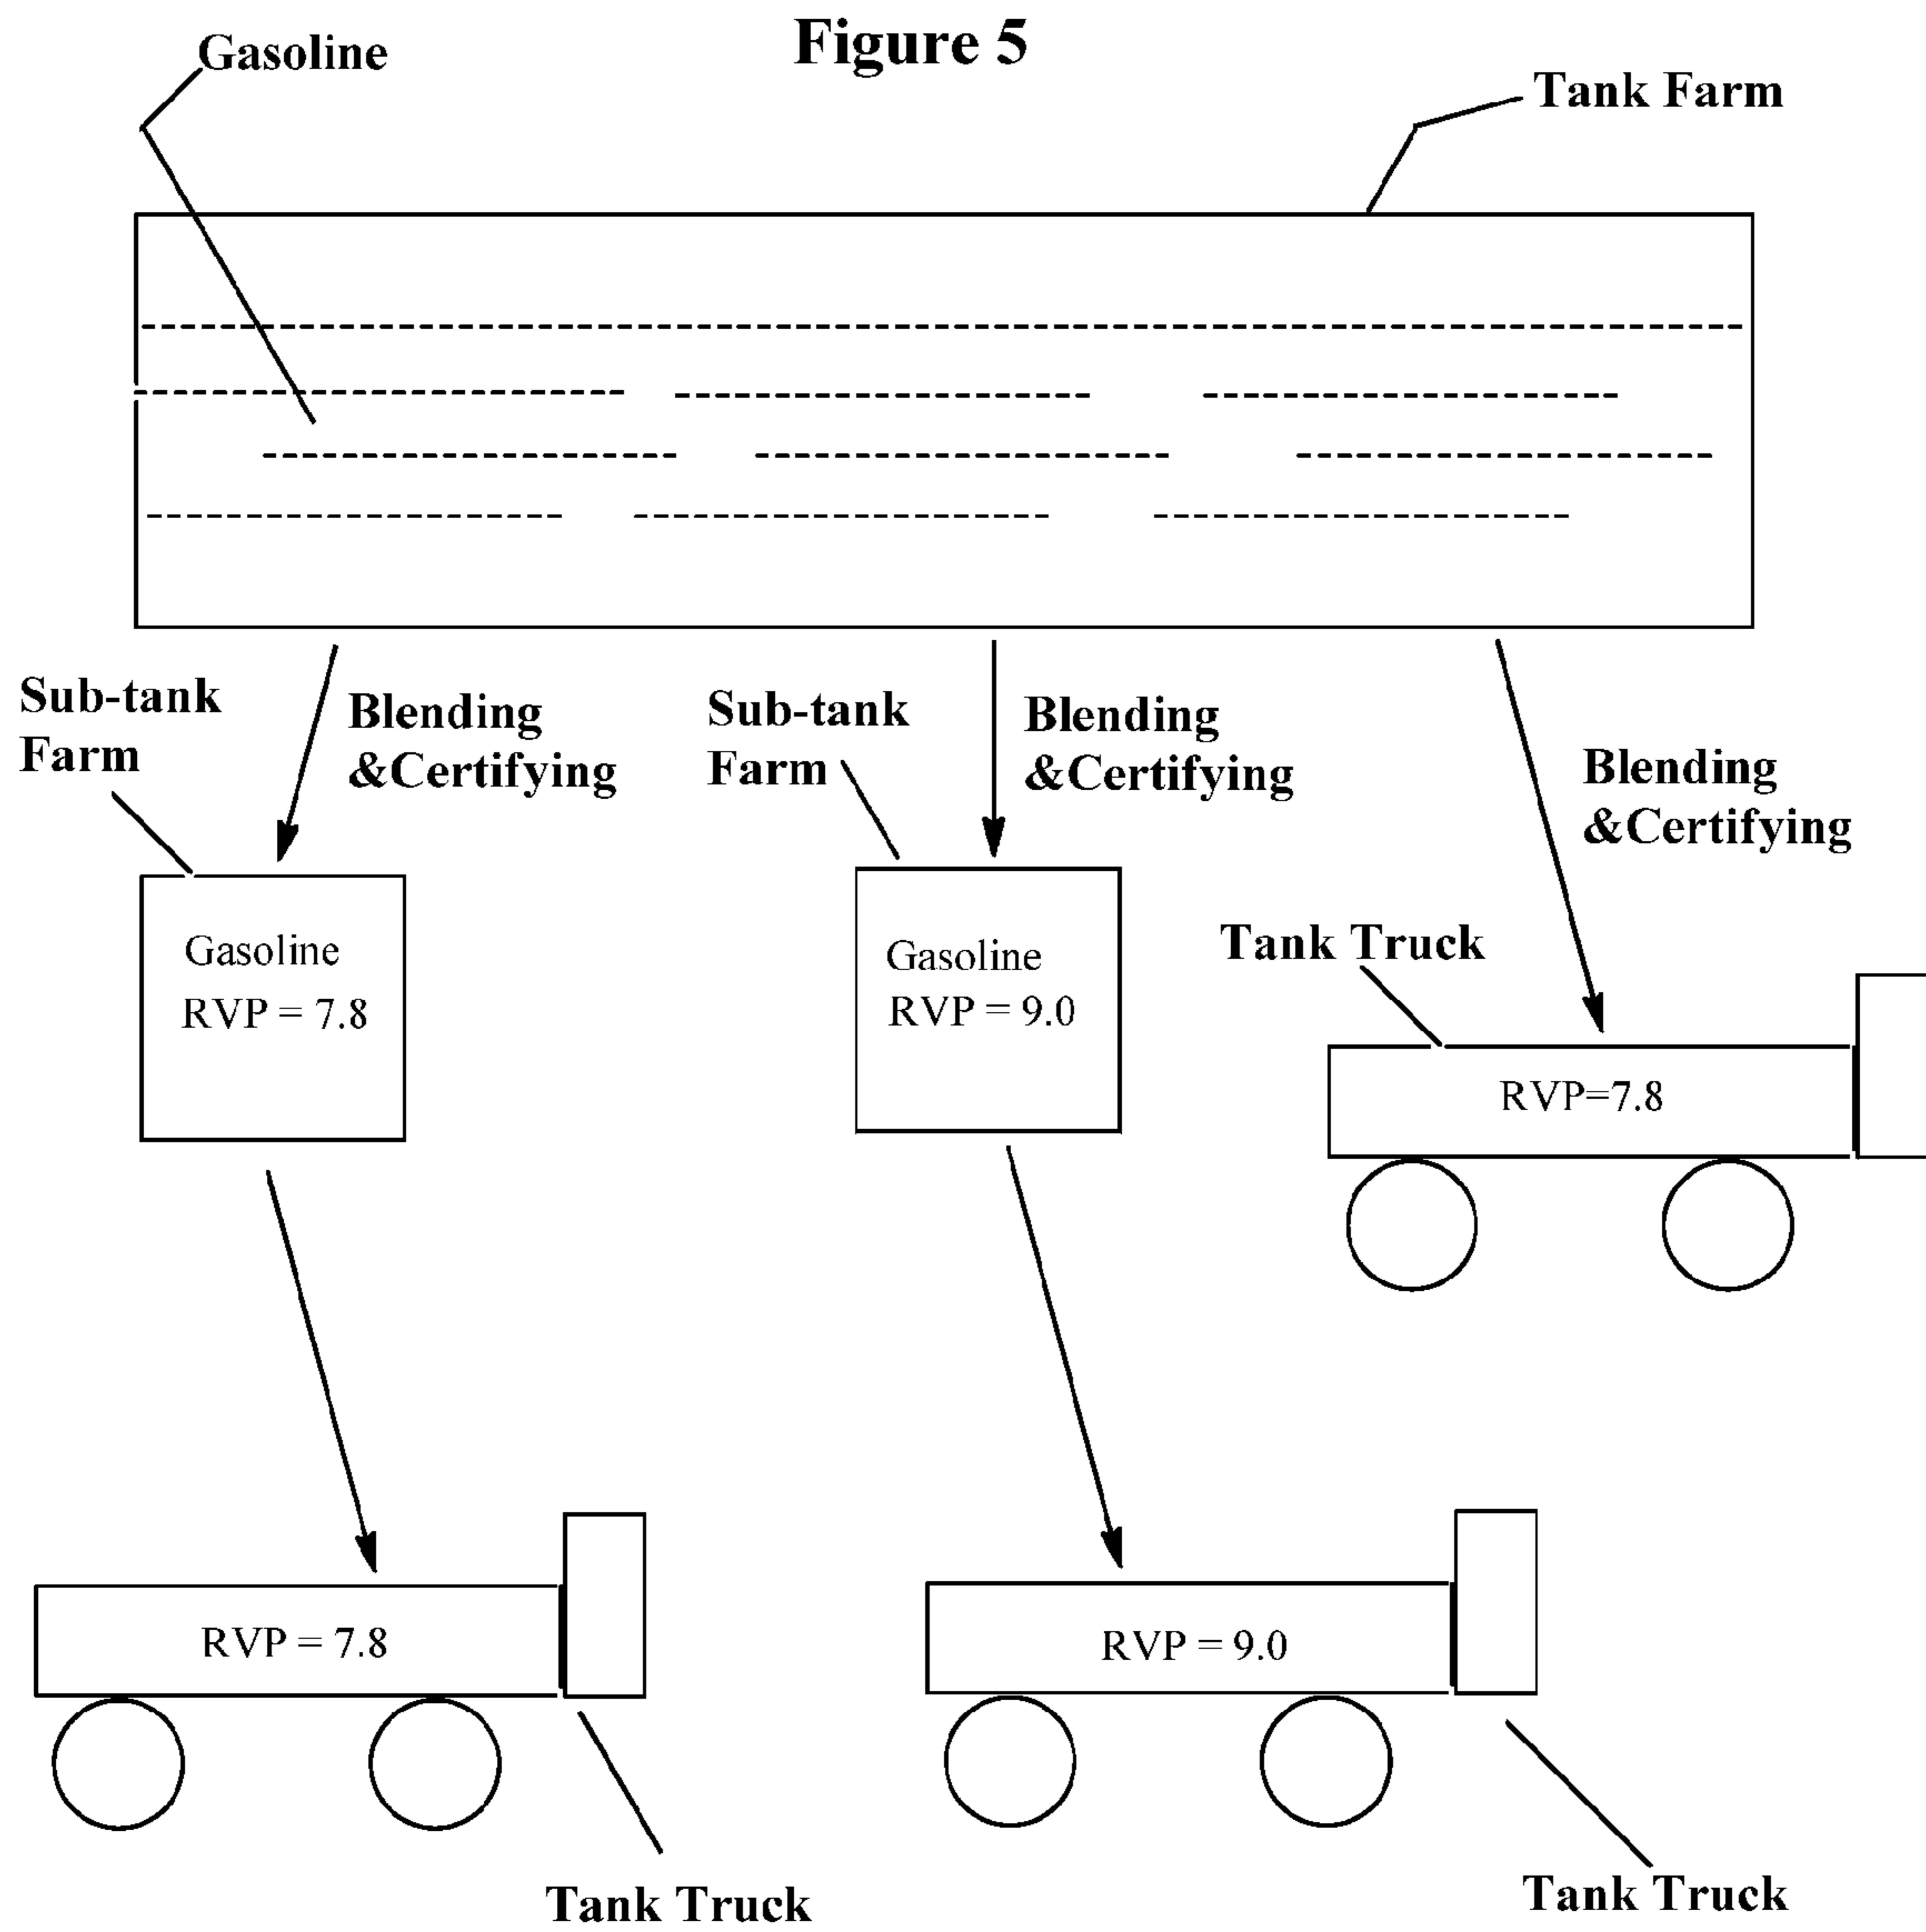 Figure 5
Gasoline
Tank Farm
Sub-tank
Farm
Blending
&Certifying
Sub-tank
Farm
Blending
&Certifying
Blending
&Certifying
Gasoline
RVP = 7.8
Gasoline
RVP = 9.0
Tank Truck
RVP=7.8
RVP = 7.8
RVP = 9.0
Tank Truck
Tank Truck